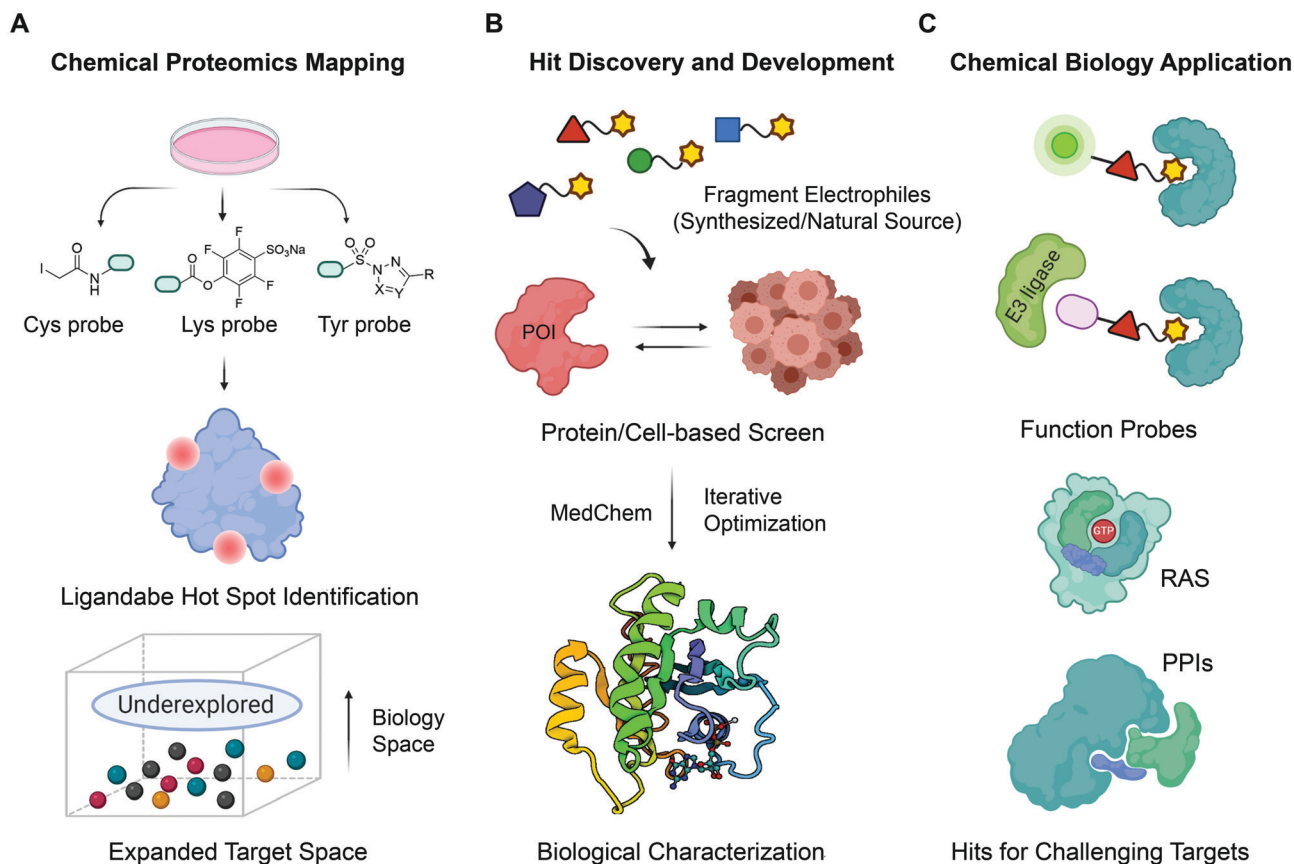 A
Chemical Proteomics Mapping
I
O
N
H
Cys probe
O
O
F
F
F
F
SO₃Na
Lys probe
O
O
S
N
N
X
Y
R
Tyr probe
Ligandabe Hot Spot Identification
Underexplored
Biology
Space
Expanded Target Space
B
Hit Discovery and Development
Fragment Electrophiles
(Synthesized/Natural Source)
POI
Protein/Cell-based Screen
MedChem
Iterative
Optimization
Biological Characterization
C
Chemical Biology Application
E3 ligase
Function Probes
GTP
RAS
PPIs
Hits for Challenging Targets